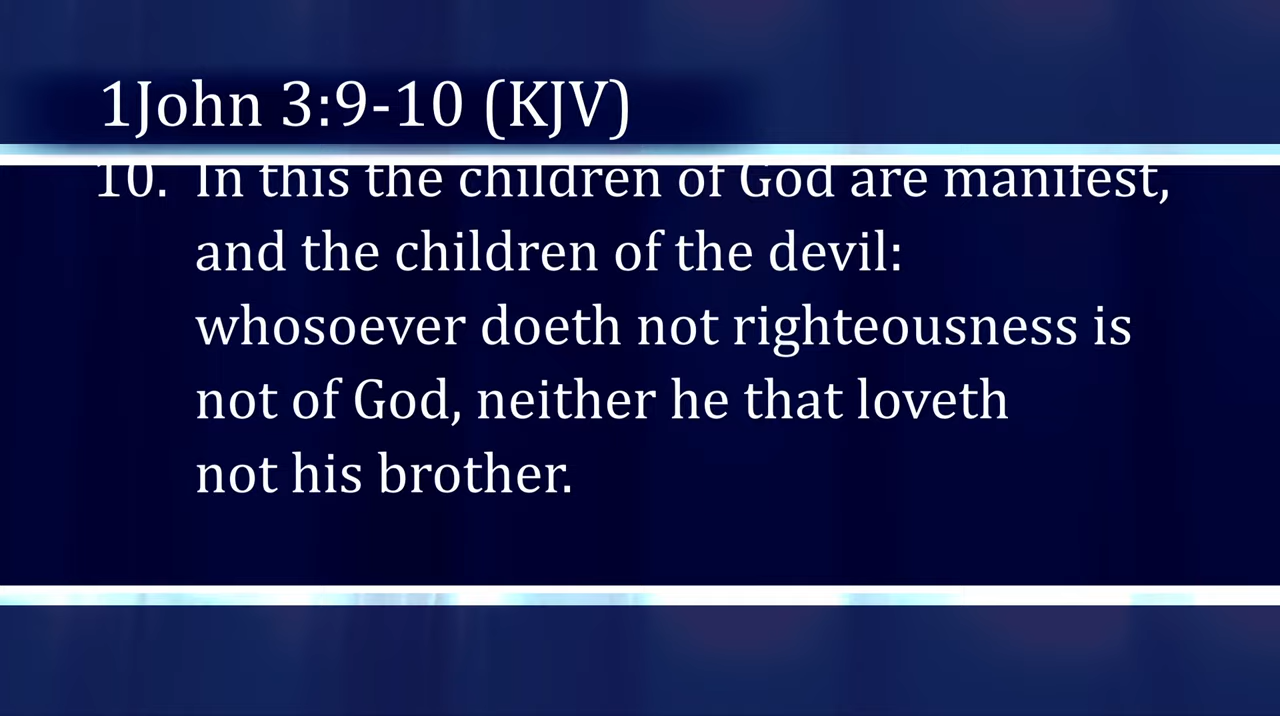 1John 3:9-10 (KJV)
10. In this the children of God are manifest,
and the children of the devil:
whosoever doeth not righteousness is
not of God, neither he that loveth
not his brother.